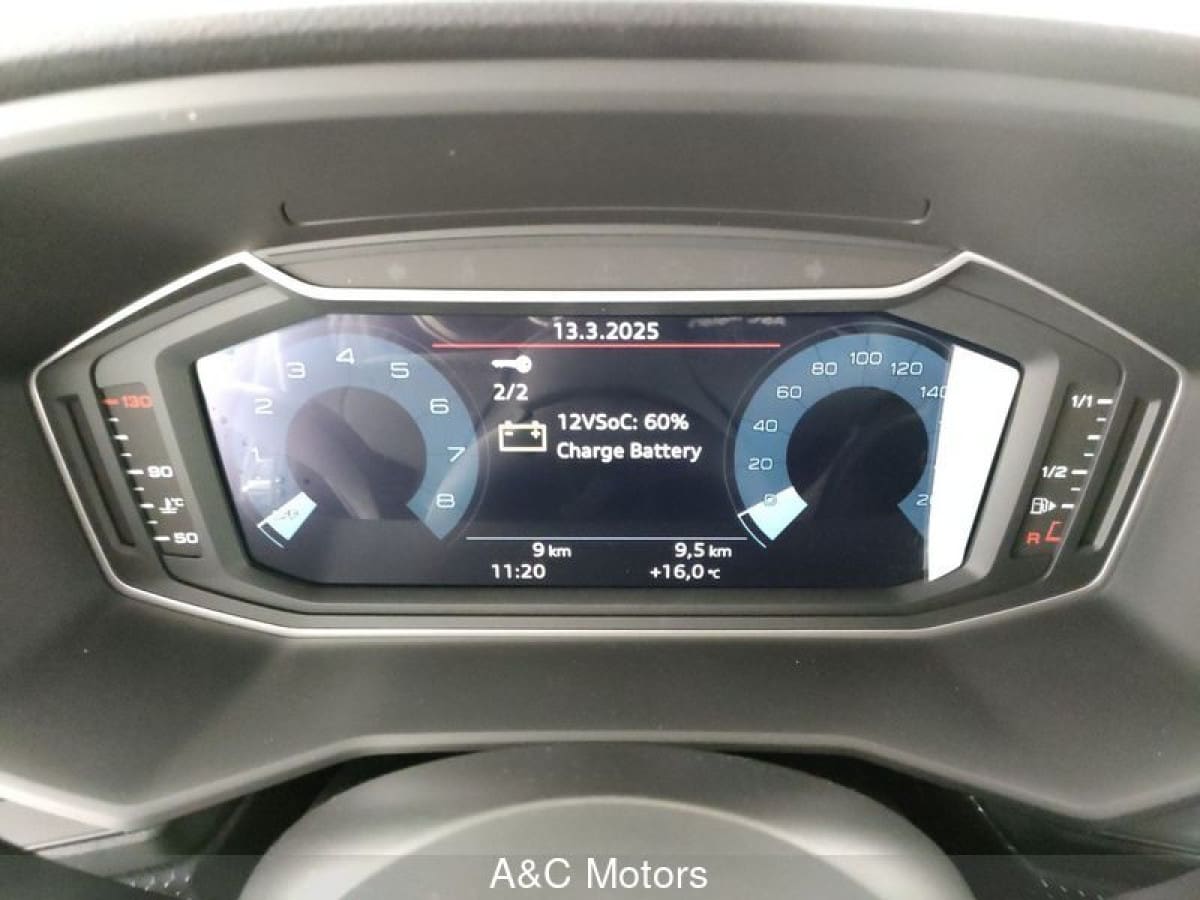 13.3.2025
2/2
12VSoC: 60%
Charge Battery
3 4 5
2 6
7
8
60 80 100 120 140
40
20
0
130
90
°C
50
1/1
1/2
R
9 km 9,5 km
11:20 +16,0 °C
A&C Motors